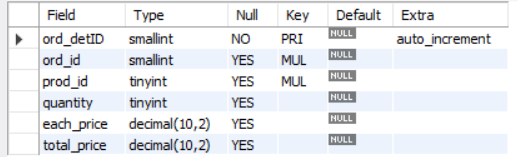 Field Type Null Key Default Extra
ord_detID smallint NO PRI NULL auto_increment
ord_id smallint YES MUL NULL
prod_id tinyint YES MUL NULL
quantity tinyint YES NULL
each_price decimal(10,2) YES NULL
total_price decimal(10,2) YES NULL